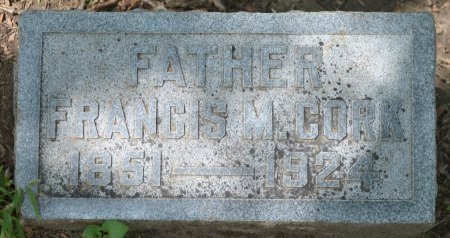 FATHER
FRANCIS M. CORK
1851 — 1924